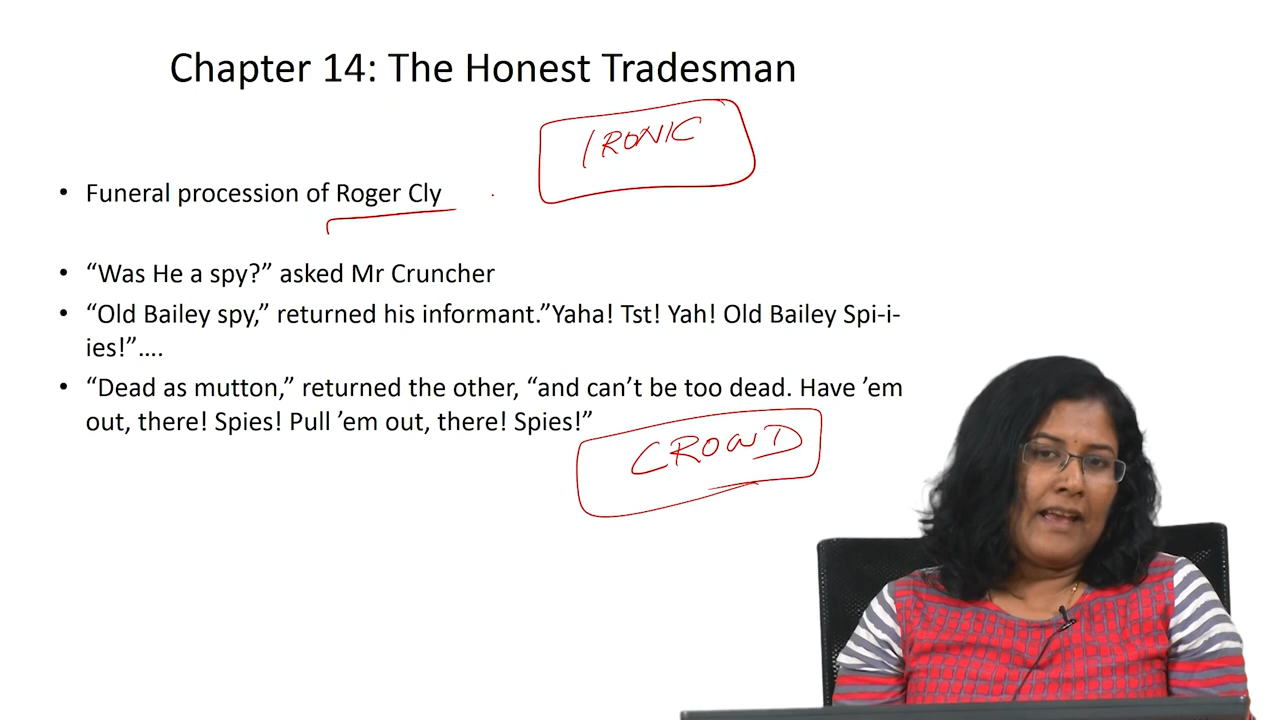 Chapter 14: The Honest Tradesman
IRONIC
• Funeral procession of Roger Cly
• “Was He a spy?” asked Mr Cruncher
• “Old Bailey spy,” returned his informant.”Yaha! Tst! Yah! Old Bailey Spi-i-
ies!”….
• “Dead as mutton,” returned the other, “and can’t be too dead. Have ’em
out, there! Spies! Pull ’em out, there! Spies!”
CROWD